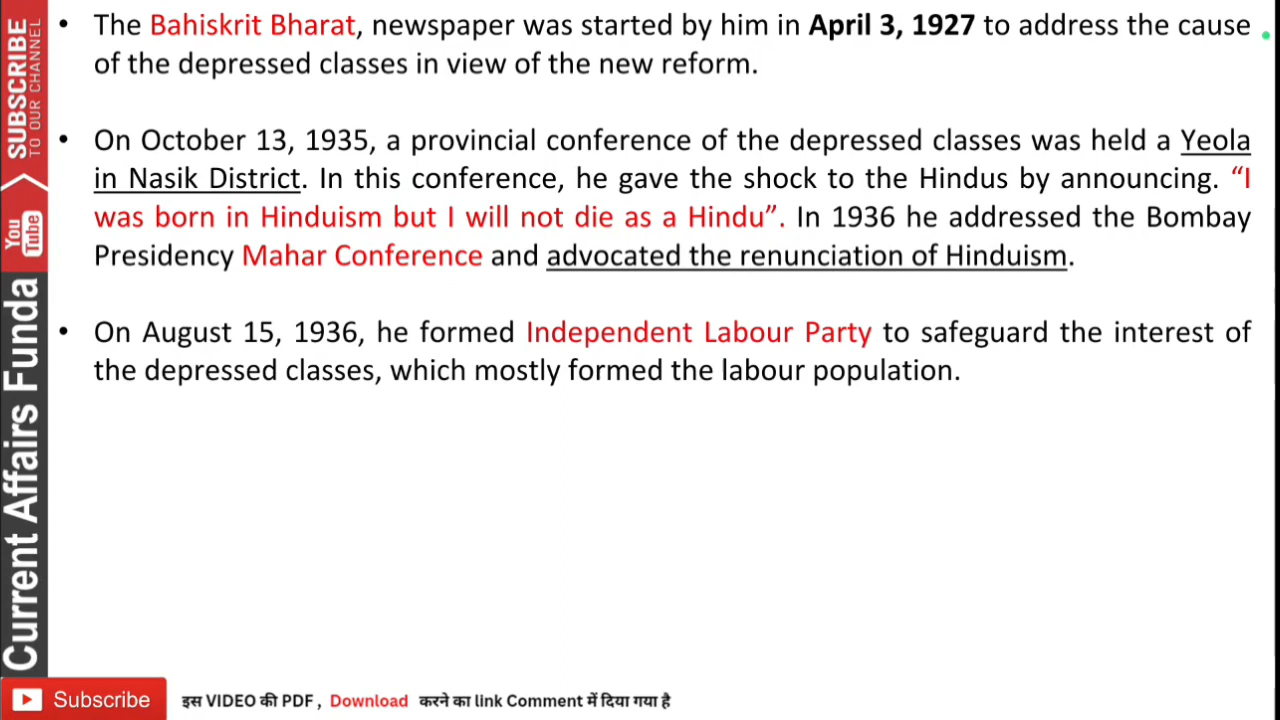 • The Bahiskrit Bharat, newspaper was started by him in April 3, 1927 to address the cause
of the depressed classes in view of the new reform.
• On October 13, 1935, a provincial conference of the depressed classes was held a Yeola
in Nasik District. In this conference, he gave the shock to the Hindus by announcing. “I
was born in Hinduism but I will not die as a Hindu”. In 1936 he addressed the Bombay
Presidency Mahar Conference and advocated the renunciation of Hinduism.
• On August 15, 1936, he formed Independent Labour Party to safeguard the interest of
the depressed classes, which mostly formed the labour population.
SUBSCRIBE
TO OUR CHANNEL
You
Tube
Current Affairs Funda
Subscribe
इस VIDEO की PDF , Download करने का link Comment में दिया गया है